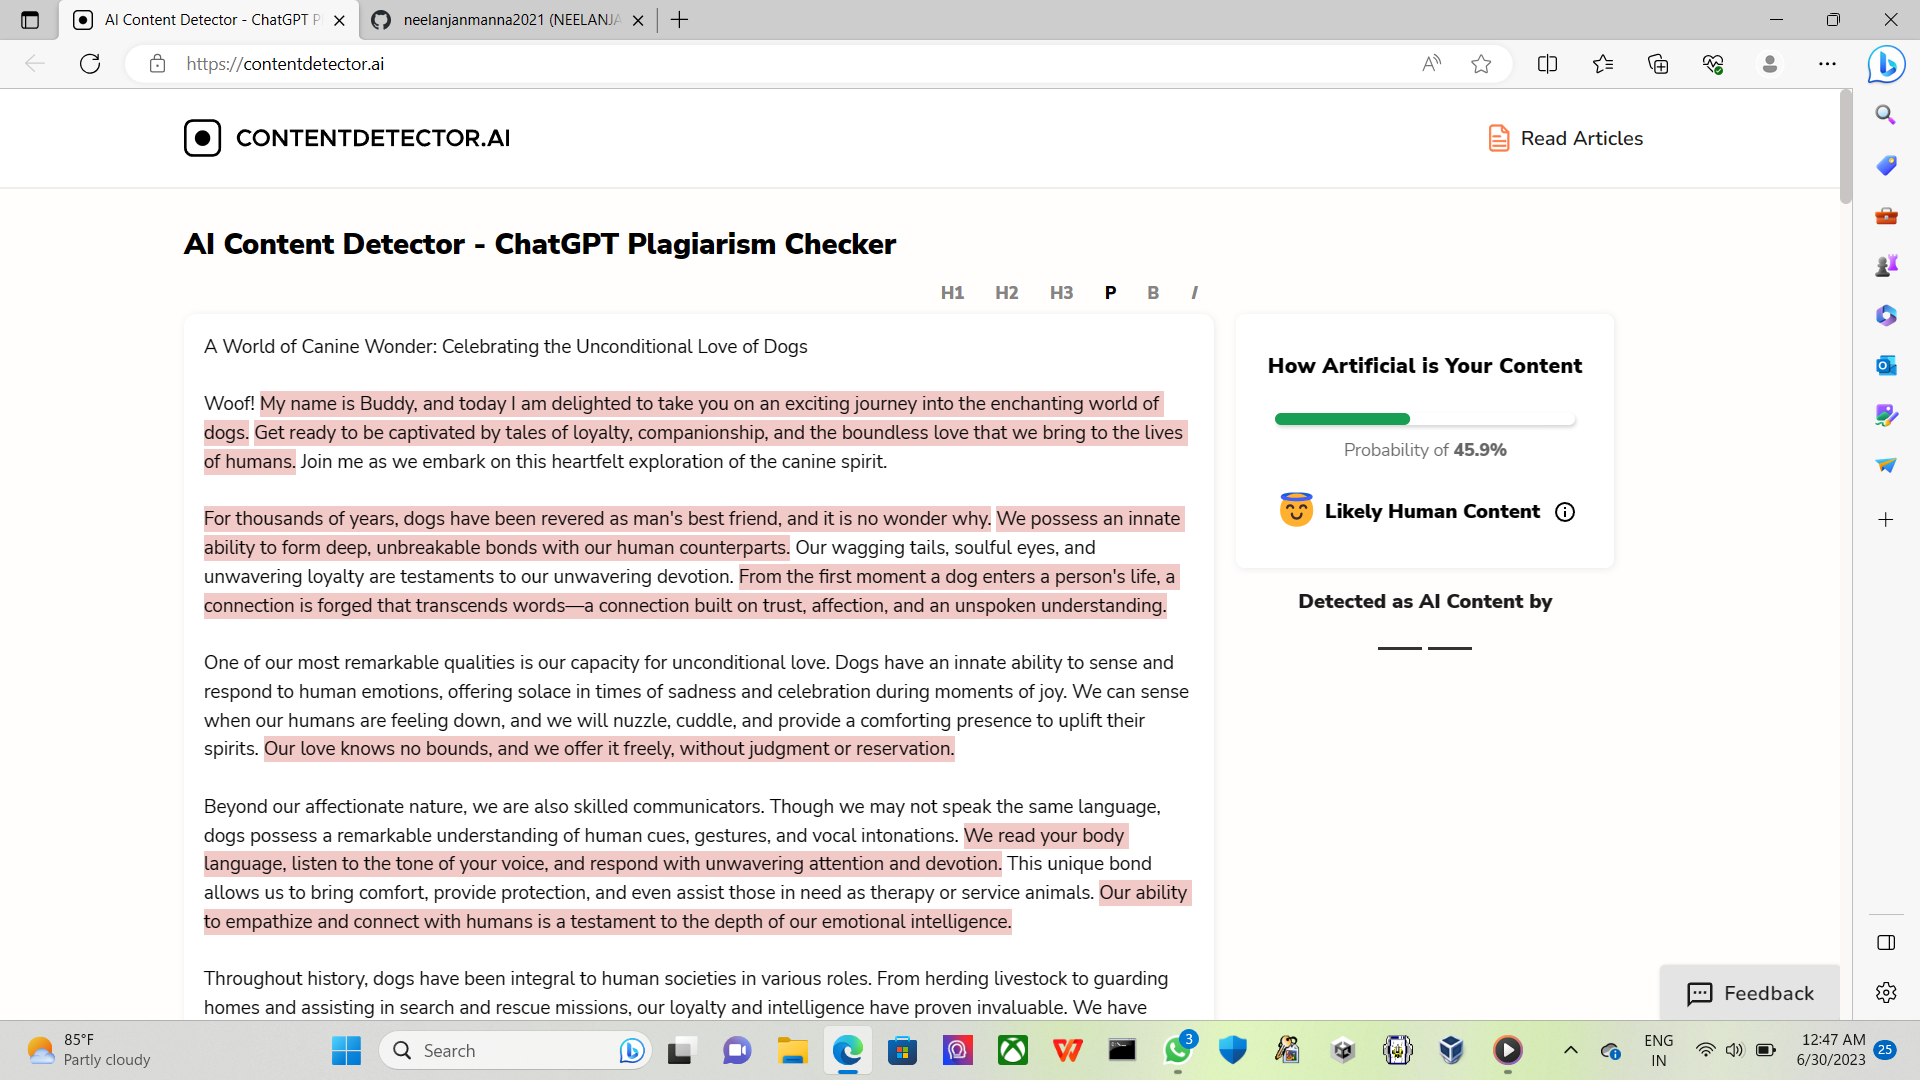 AI Content Detector - ChatGPT P
neelanjanmanna2021 (NEELANJA
https://contentdetector.ai
CONTENTDETECTOR.AI
Read Articles
AI Content Detector - ChatGPT Plagiarism Checker
H1 H2 H3 P B I
A World of Canine Wonder: Celebrating the Unconditional Love of Dogs
Woof! My name is Buddy, and today I am delighted to take you on an exciting journey into the enchanting world of
dogs. Get ready to be captivated by tales of loyalty, companionship, and the boundless love that we bring to the lives
of humans. Join me as we embark on this heartfelt exploration of the canine spirit.
For thousands of years, dogs have been revered as man's best friend, and it is no wonder why. We possess an innate
ability to form deep, unbreakable bonds with our human counterparts. Our wagging tails, soulful eyes, and
unwavering loyalty are testaments to our unwavering devotion. From the first moment a dog enters a person's life, a
connection is forged that transcends words—a connection built on trust, affection, and an unspoken understanding.
One of our most remarkable qualities is our capacity for unconditional love. Dogs have an innate ability to sense and
respond to human emotions, offering solace in times of sadness and celebration during moments of joy. We can sense
when our humans are feeling down, and we will nuzzle, cuddle, and provide a comforting presence to uplift their
spirits. Our love knows no bounds, and we offer it freely, without judgment or reservation.
Beyond our affectionate nature, we are also skilled communicators. Though we may not speak the same language,
dogs possess a remarkable understanding of human cues, gestures, and vocal intonations. We read your body
language, listen to the tone of your voice, and respond with unwavering attention and devotion. This unique bond
allows us to bring comfort, provide protection, and even assist those in need as therapy or service animals. Our ability
to empathize and connect with humans is a testament to the depth of our emotional intelligence.
Throughout history, dogs have been integral to human societies in various roles. From herding livestock to guarding
homes and assisting in search and rescue missions, our loyalty and intelligence have proven invaluable. We have
How Artificial is Your Content
Probability of 45.9%
Likely Human Content
Detected as AI Content by
Feedback
85°F
Partly cloudy
Search
3
ENG
IN
12:47 AM
6/30/2023
25